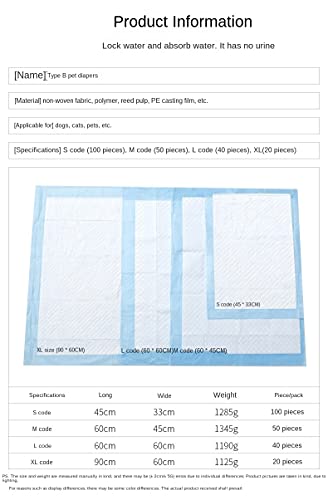 Product Information
Lock water and absorb water. It has no urine
[Name] Type B pet diapers
[Material] non-woven fabric, polymer, reed pulp, PE casting film, etc.
[Applicable for] dogs, cats, pets, etc.
[Specifications] S code (100 pieces), M code (50 pieces), L code (40 pieces), XL(20 pieces)
S code (45 * 33CM)
XL size (90 * 60CM) L code (60 * 60CM)M code (60 * 45CM)
Specifications Long Wide Weight Piece/pack
S code 45cm 33cm 1285g 100 pieces
M code 60cm 45cm 1345g 50 pieces
L code 60cm 60cm 1190g 40 pieces
XL code 90cm 60cm 1125g 20 pieces
PS: The size and weight are measured manually in kind, and there may be a 2cm/± 5G error due to individual differences. Product pictures are taken in kind, due to
lighting,
For reasons such as display differences, there may be some color differences. The actual product received shall prevail!